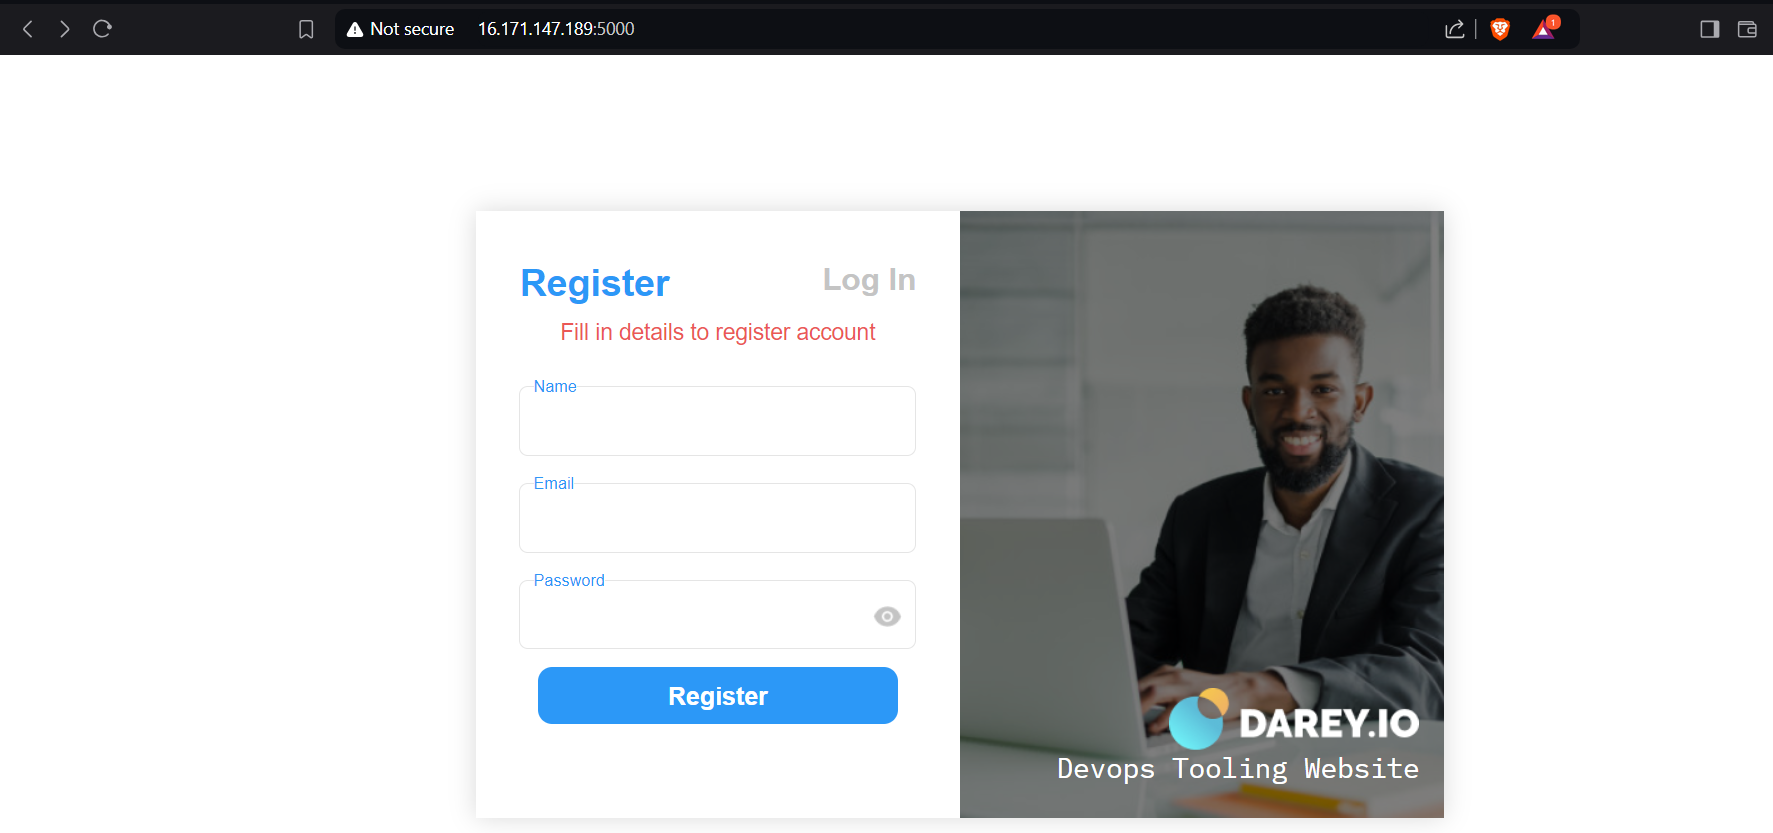 Not secure 16.171.147.189:5000
1
Register
Log In
Fill in details to register account
Name
Email
Password
Register
DAREY.IO
Devops Tooling Website